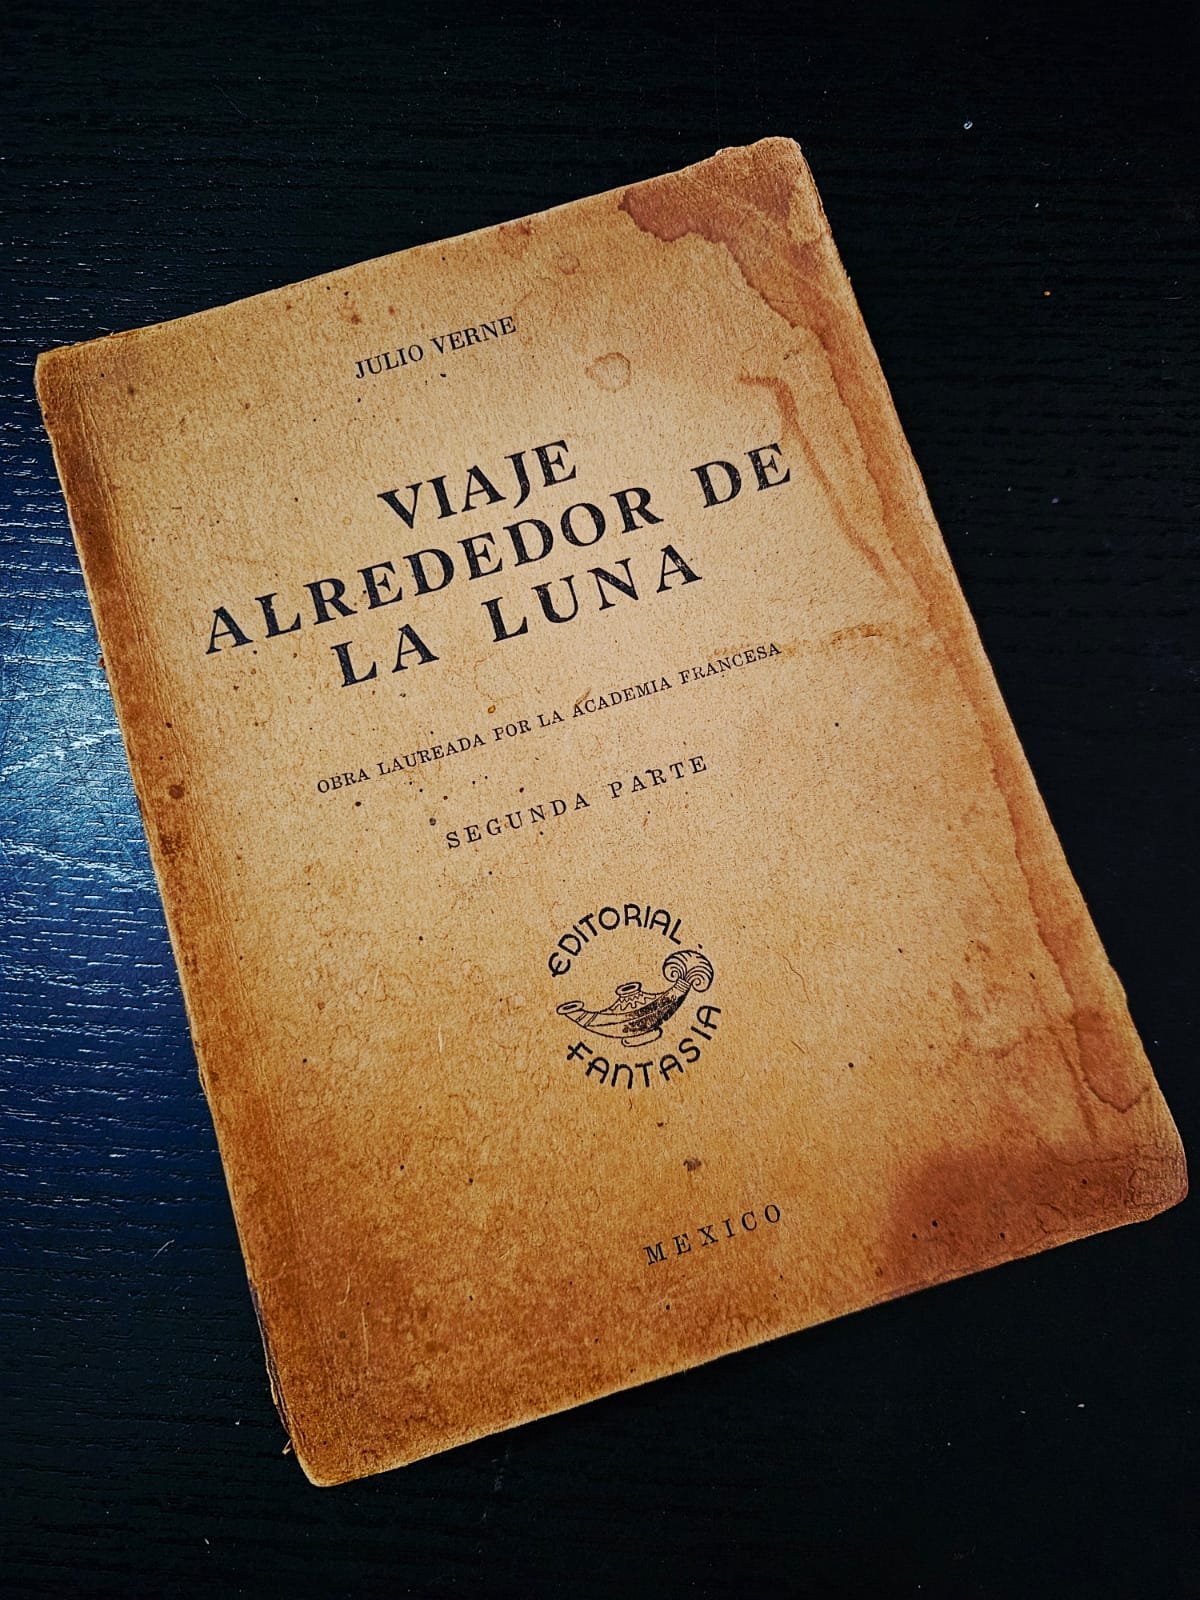 JULIO VERNE
VIAJE
ALREDEDOR DE
LA LUNA
OBRA LAUREADA POR LA ACADEMIA FRANCESA
SEGUNDA PARTE
EDITORIAL
FANTASIA
MEXICO